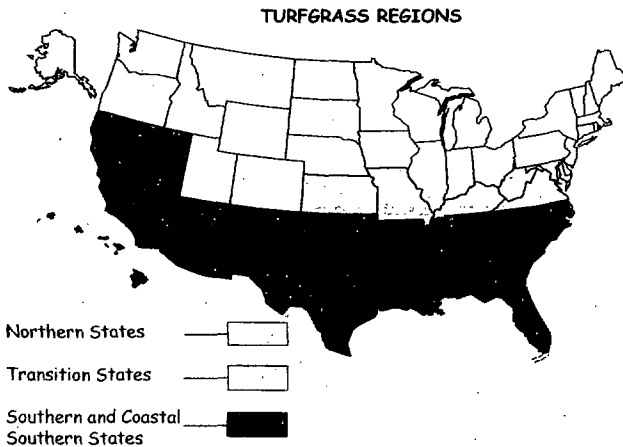 TURFGRASS REGIONS
Northern States
Transition States
Southern and Coastal
Southern States